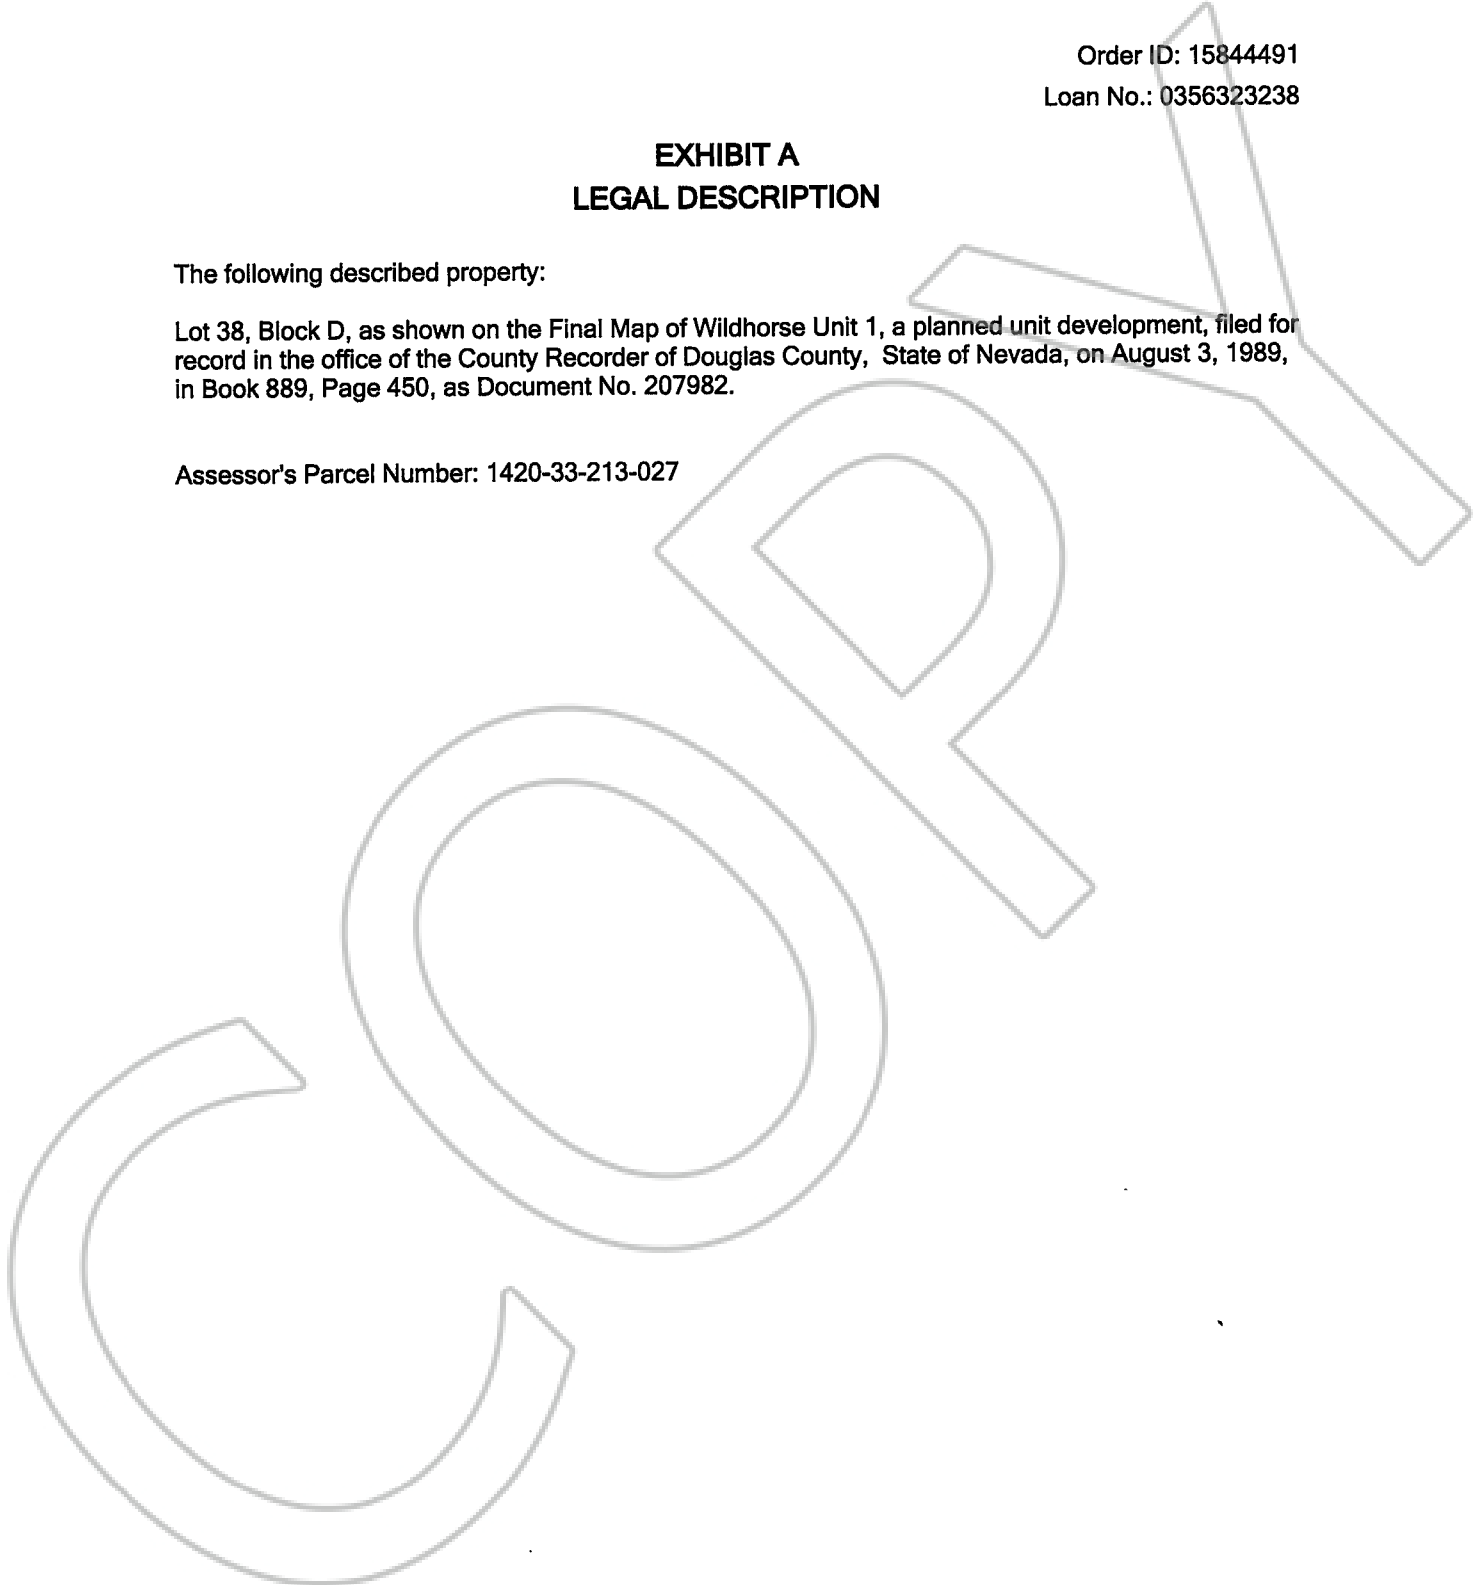 Order ID: 15844491
Loan No.: 0356323238
EXHIBIT A
LEGAL DESCRIPTION
The following described property:
Lot 38, Block D, as shown on the Final Map of Wildhorse Unit 1, a planned unit development, filed for
record in the office of the County Recorder of Douglas County,  State of Nevada, on August 3, 1989,
in Book 889, Page 450, as Document No. 207982.
Assessor's Parcel Number: 1420-33-213-027
COPY